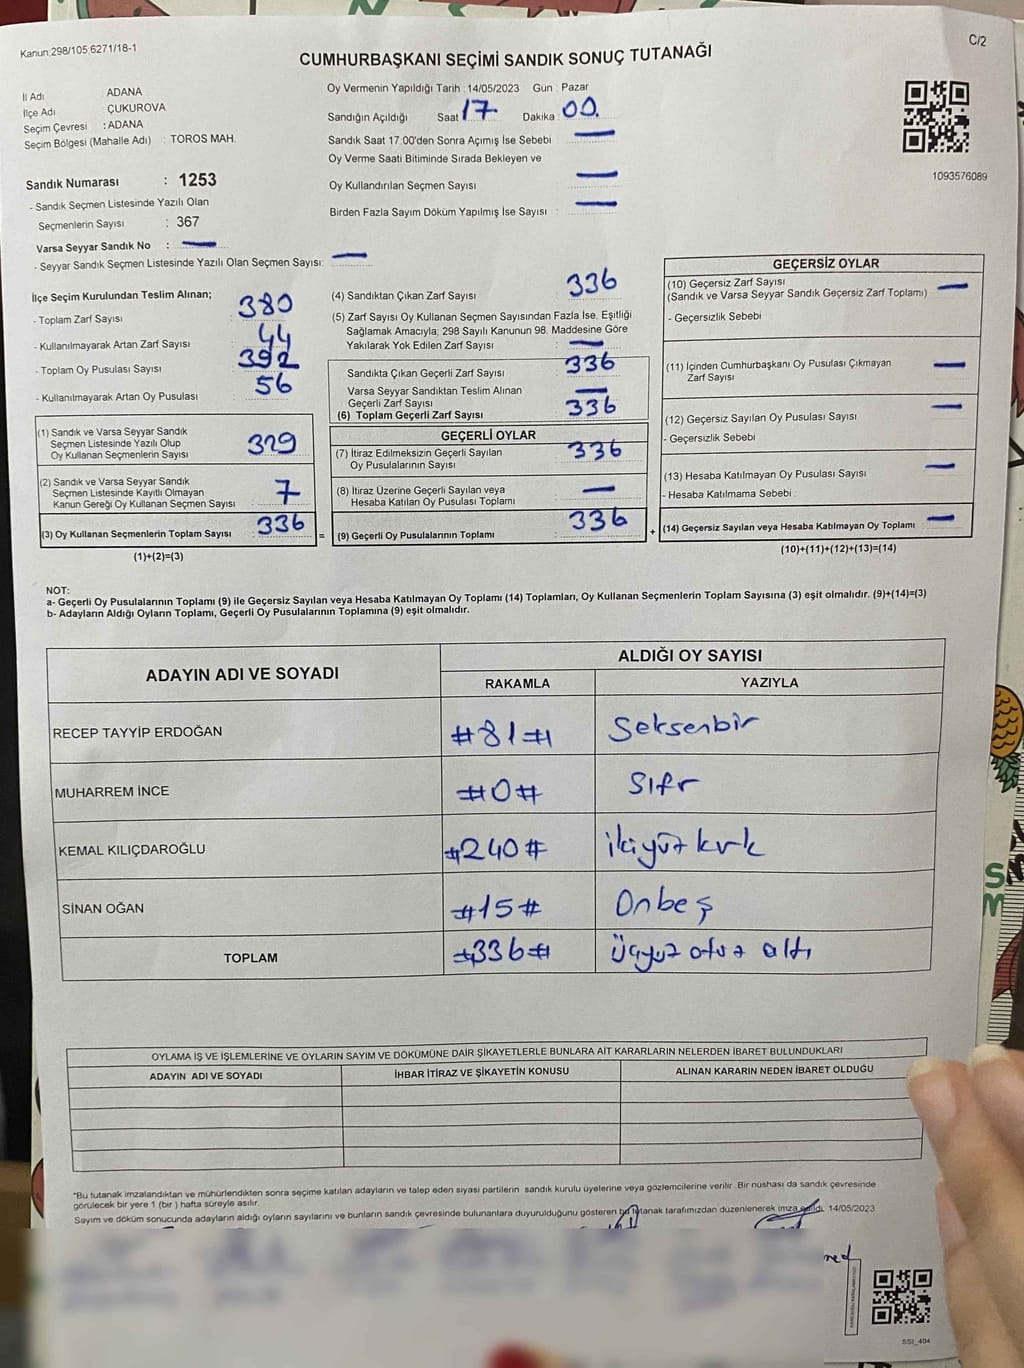 Kanun:298/105:6271/18-1
C/2
CUMHURBAŞKANI SEÇİMİ SANDIK SONUÇ TUTANAĞI
İl Adı ADANA
İlçe Adı ÇUKUROVA
Seçim Çevresi : ADANA
Seçim Bölgesi (Mahalle Adı) : TOROS MAH.
Sandık Numarası : 1253
- Sandık Seçmen Listesinde Yazılı Olan
Seçmenlerin Sayısı : 367
Varsa Seyyar Sandık No : —
- Seyyar Sandık Seçmen Listesinde Yazılı Olan Seçmen Sayısı: —
Oy Vermenin Yapıldığı Tarih : 14/05/2023 Gün : Pazar
Sandığın Açıldığı Saat : 17 Dakika : 00.
Sandık Saat 17:00'den Sonra Açımış İse Sebebi : —
Oy Verme Saati Bitiminde Sırada Bekleyen ve
Oy Kullandırılan Seçmen Sayısı : —
Birden Fazla Sayım Döküm Yapılmış İse Sayısı : —
1093576089
İlçe Seçim Kurulundan Teslim Alınan;
- Toplam Zarf Sayısı 380
- Kullanılmayarak Artan Zarf Sayısı 44
- Toplam Oy Pusulası Sayısı 392
- Kullanılmayarak Artan Oy Pusulası 56
(1) Sandık ve Varsa Seyyar Sandık
Seçmen Listesinde Yazılı Olup
Oy Kullanan Seçmenlerin Sayısı 329
(2) Sandık ve Varsa Seyyar Sandık
Seçmen Listesinde Kayıtlı Olmayan
Kanun Gereği Oy Kullanan Seçmen Sayısı 7
(3) Oy Kullanan Seçmenlerin Toplam Sayısı 336 =
(1)+(2)=(3)
(4) Sandıktan Çıkan Zarf Sayısı 336
(5) Zarf Sayısı Oy Kullanan Seçmen Sayısından Fazla İse, Eşitliği
Sağlamak Amacıyla; 298 Sayılı Kanunun 98. Maddesine Göre
Yakılarak Yok Edilen Zarf Sayısı —
Sandıkta Çıkan Geçerli Zarf Sayısı 336
Varsa Seyyar Sandıktan Teslim Alınan
Geçerli Zarf Sayısı —
(6) Toplam Geçerli Zarf Sayısı 336
GEÇERLİ OYLAR
(7) İtiraz Edilmeksizin Geçerli Sayılan
Oy Pusulalarının Sayısı 336
(8) İtiraz Üzerine Geçerli Sayılan veya
Hesaba Katılan Oy Pusulası Toplamı —
(9) Geçerli Oy Pusulalarının Toplamı 336 +
GEÇERSİZ OYLAR
(10) Geçersiz Zarf Sayısı
(Sandık ve Varsa Seyyar Sandık Geçersiz Zarf Toplamı) —
- Geçersizlik Sebebi
(11) İçinden Cumhurbaşkanı Oy Pusulası Çıkmayan
Zarf Sayısı —
(12) Geçersiz Sayılan Oy Pusulası Sayısı —
- Geçersizlik Sebebi
(13) Hesaba Katılmayan Oy Pusulası Sayısı —
- Hesaba Katılmama Sebebi
(14) Geçersiz Sayılan veya Hesaba Katılmayan Oy Toplamı —
(10)+(11)+(12)+(13)=(14)
NOT:
a- Geçerli Oy Pusulalarının Toplamı (9) ile Geçersiz Sayılan veya Hesaba Katılmayan Oy Toplamı (14) Toplamları, Oy Kullanan Seçmenlerin Toplam Sayısına (3) eşit olmalıdır. (9)+(14)=(3)
b- Adayların Aldığı Oyların Toplamı, Geçerli Oy Pusulalarının Toplamına (9) eşit olmalıdır.
ADAYIN ADI VE SOYADI ALDIĞI OY SAYISI
RAKAMLA YAZIYLA
RECEP TAYYİP ERDOĞAN #81# Seksenbir
MUHARREM İNCE #0# Sıfır
KEMAL KILIÇDAROĞLU #240# ikiyüz kırk
SİNAN OĞAN #15# Onbeş
TOPLAM #336# Üçyüz otuz altı
OYLAMA İŞ VE İŞLEMLERİNE VE OYLARIN SAYIM VE DÖKÜMÜNE DAİR ŞİKAYETLERLE BUNLARA AİT KARARLARIN NELERDEN İBARET BULUNDUKLARI
ADAYIN ADI VE SOYADI İHBAR İTİRAZ VE ŞİKAYETİN KONUSU ALINAN KARARIN NEDEN İBARET OLDUĞU
*Bu tutanak imzalandıktan ve mühürlendikten sonra seçime katılan adayların ve talep eden siyasi partilerin sandık kurulu üyelerine veya gözlemcilerine verilir. Bir nüshası da sandık çevresinde
görülecek bir yere 1 (bir) hafta süreyle asılır.
Sayım ve döküm sonucunda adayların aldığı oyların sayılarını ve bunların sandık çevresinde bulunanlara duyurulduğunu gösteren bu tutanak tarafımızdan düzenlenerek imza edildi. 14/05/2023
SSI_404